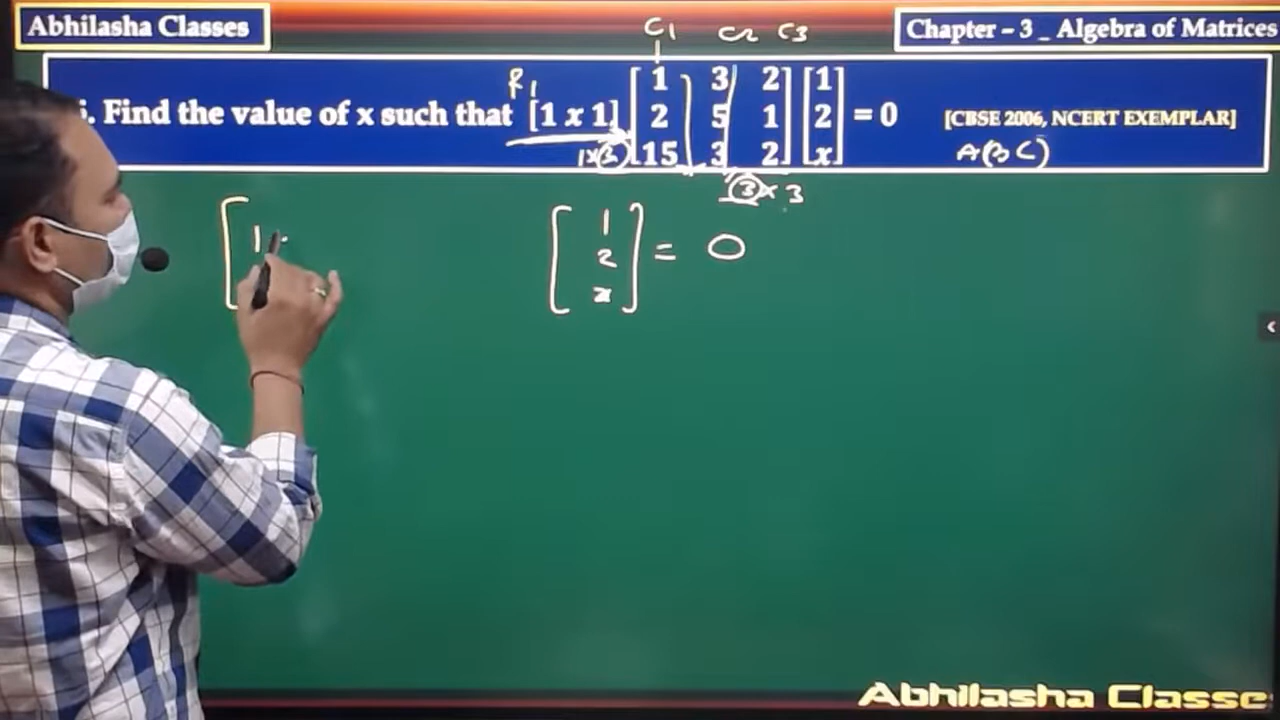 Abhilasha Classes
Chapter – 3 _ Algebra of Matrices
C1 C2 C3
R1
. Find the value of x such that [1 x 1] [1 3 2] [1]
[2 5 1] [2] = 0 [CBSE 2006, NCERT EXEMPLAR]
[15 3 2] [x]
1×3 3×3 A(BC)
[1 + [1
2
x] = 0
Abhilasha Classe